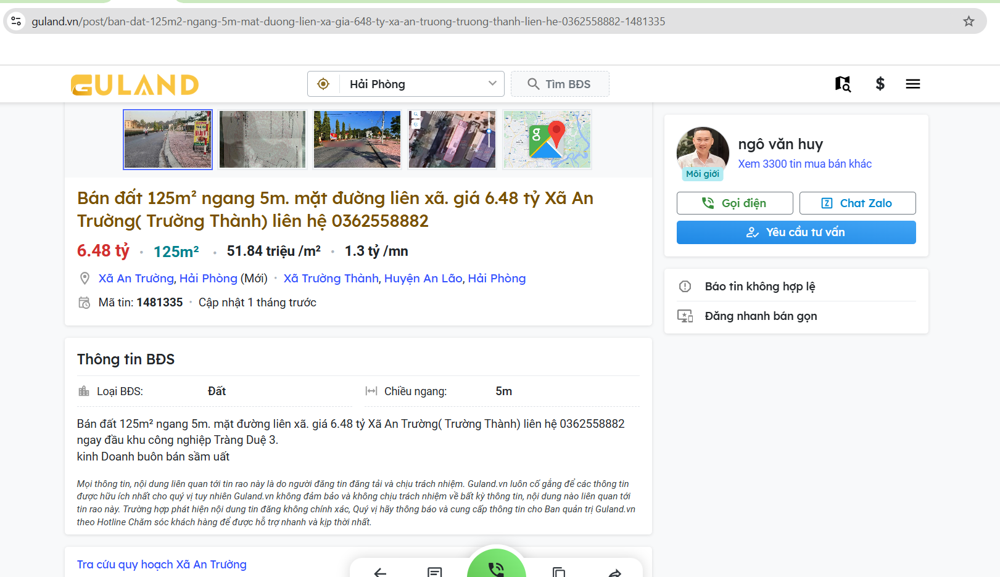 guland.vn/post/ban-dat-125m2-ngang-5m-mat-duong-lien-xa-gia-648-ty-xa-an-truong-truong-thanh-lien-he-0362558882-1481335
GULAND
Hải Phòng
Tìm BĐS
Bán đất 125m² ngang 5m. mặt đường liên xã. giá 6.48 tỷ Xã An
Trường( Trường Thành) liên hệ 0362558882
6.48 tỷ · 125m² · 51.84 triệu /m² · 1.3 tỷ /mn
Xã An Trường, Hải Phòng (Mới) · Xã Trường Thành, Huyện An Lão, Hải Phòng
Mã tin: 1481335 · Cập nhật 1 tháng trước
Thông tin BĐS
Loại BĐS: Đất
Chiều ngang: 5m
Bán đất 125m² ngang 5m. mặt đường liên xã. giá 6.48 tỷ Xã An Trường( Trường Thành) liên hệ 0362558882
ngay đầu khu công nghiệp Tràng Duệ 3.
kinh Doanh buôn bán sầm uất
Mọi thông tin, nội dung liên quan tới tin rao này là do người đăng tin đăng tải và chịu trách nhiệm. Guland.vn luôn cố gắng để các thông tin
được hữu ích nhất cho quý vị tuy nhiên Guland.vn không đảm bảo và không chịu trách nhiệm về bất kỳ thông tin, nội dung nào liên quan tới
tin rao này. Trường hợp phát hiện nội dung tin đăng không chính xác, Quý vị hãy thông báo và cung cấp thông tin cho Ban quản trị Guland.vn
theo Hotline Chăm sóc khách hàng để được hỗ trợ nhanh và kịp thời nhất.
Tra cứu quy hoạch Xã An Trường
ngô văn huy
Xem 3300 tin mua bán khác
Môi giới
Gọi điện
Chat Zalo
Yêu cầu tư vấn
Báo tin không hợp lệ
Đăng nhanh bán gọn